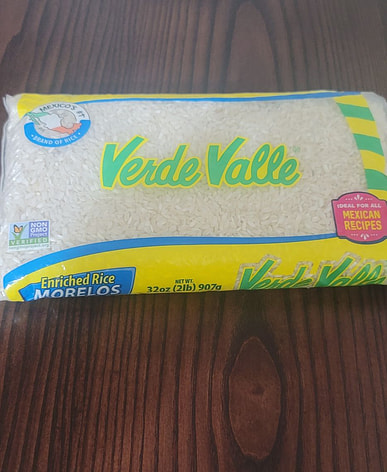 MEXICO'S #1
BRAND OF RICE
Verde Valle
IDEAL FOR ALL
MEXICAN
RECIPES
NON
GMO
Project
VERIFIED
Enriched Rice
MORELOS
NET WT.
32oz (2lb) 907g
Verde Valle